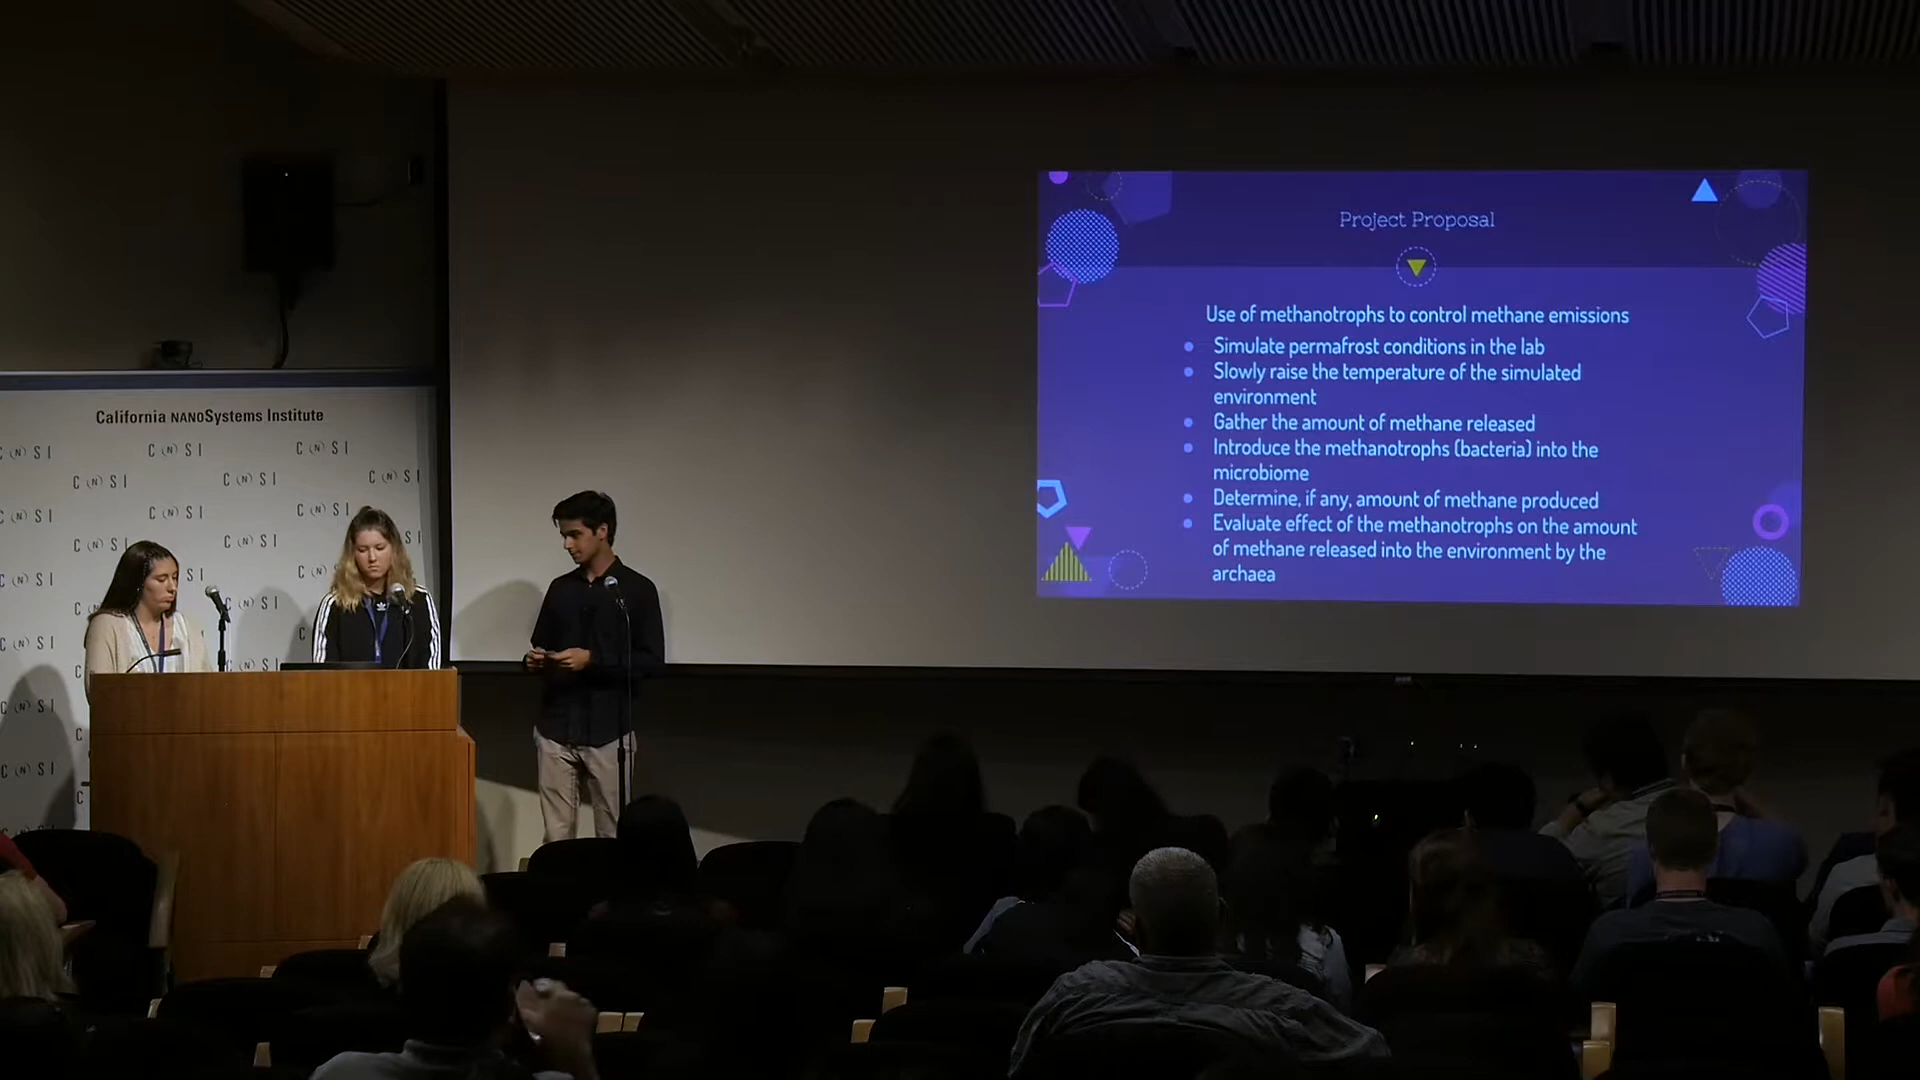 Project Proposal
Use of methanotrophs to control methane emissions
Simulate permafrost conditions in the lab
Slowly raise the temperature of the simulated
environment
Gather the amount of methane released
Introduce the methanotrophs (bacteria) into the
microbiome
Determine, if any, amount of methane produced
Evaluate effect of the methanotrophs on the amount
of methane released into the environment by the
archaea
California NANOSystems Institute
C (N) S I C (N) S I C (N) S I
C (N) S I C (N) S I C (N) S I
C (N) S I C (N) S I C (N) S I
C (N) S I C (N) S I
C (N) S I
C (N) S I
C (N) S I
C (N) S I
C (N) S I
C (N) S I